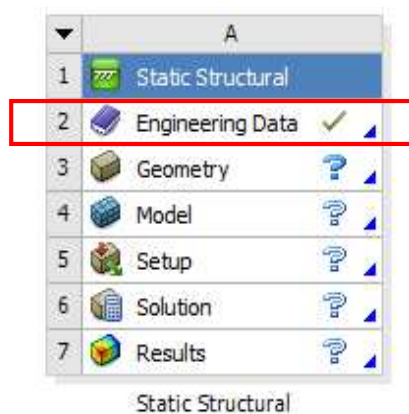 A
1 Static Structural
2 Engineering Data
3 Geometry ?
4 Model ?
5 Setup ?
6 Solution ?
7 Results ?
Static Structural